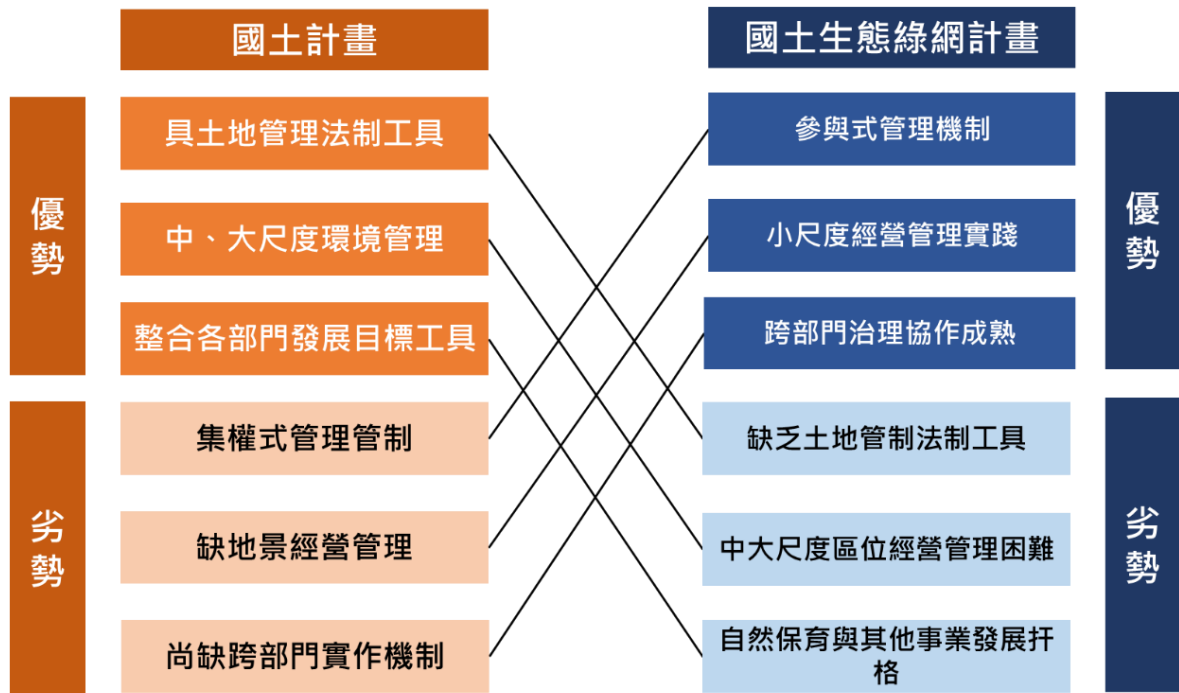 國土計畫
國土生態綠網計畫
優
勢
具土地管理法制工具
中、大尺度環境管理
整合各部門發展目標工具
劣
勢
集權式管理管制
缺地景經營管理
尚缺跨部門實作機制
參與式管理機制
小尺度經營管理實踐
跨部門治理協作成熟
優
勢
缺乏土地管制法制工具
中大尺度區位經營管理困難
自然保育與其他事業發展扞
格
劣
勢